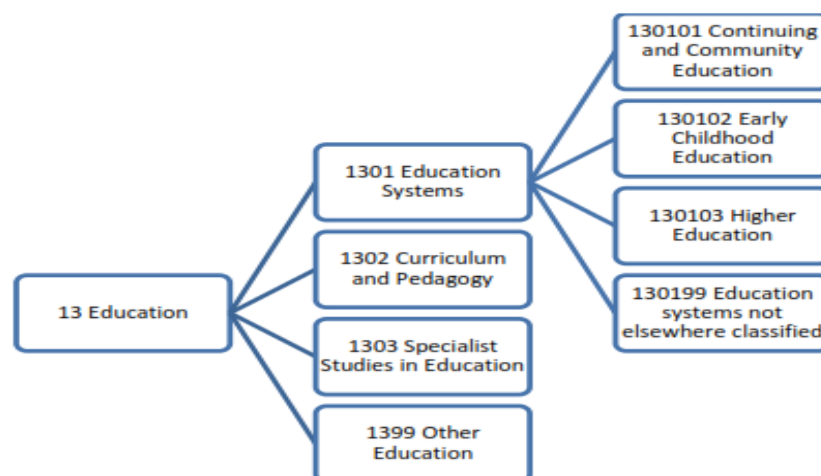 13 Education
1301 Education
Systems
1302 Curriculum
and Pedagogy
1303 Specialist
Studies in Education
1399 Other
Education
130101 Continuing
and Community
Education
130102 Early
Childhood
Education
130103 Higher
Education
130199 Education
systems not
elsewhere classified